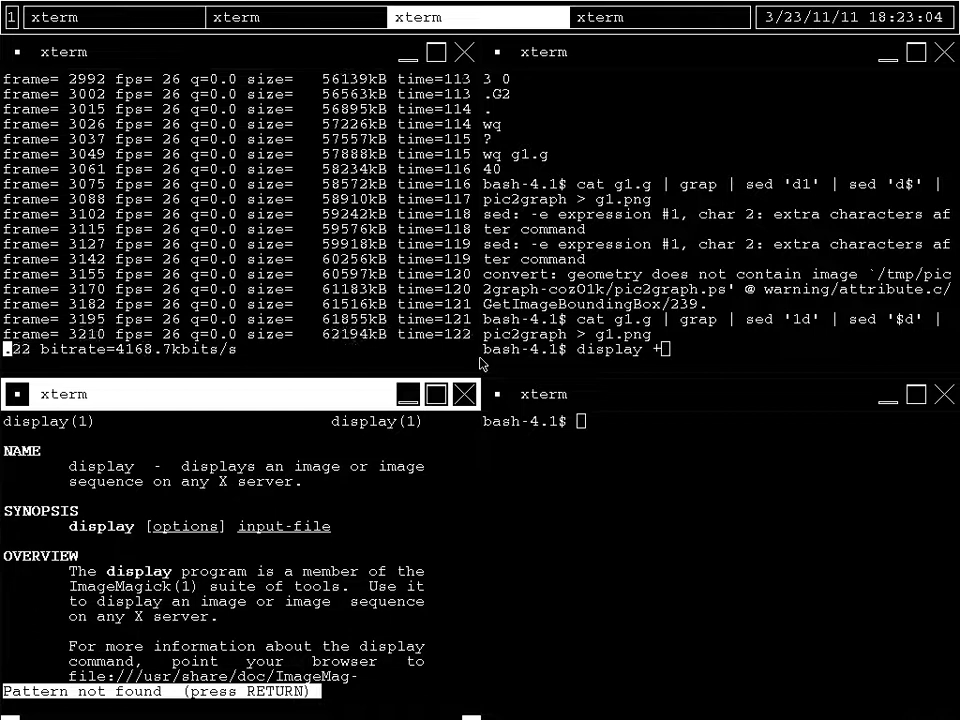 1 xterm xterm xterm xterm 3/23/11/11 18:23:04
xterm
frame= 2992 fps= 26 q=0.0 size=   56139kB time=113
frame= 3002 fps= 26 q=0.0 size=   56563kB time=113
frame= 3015 fps= 26 q=0.0 size=   56895kB time=114
frame= 3026 fps= 26 q=0.0 size=   57226kB time=114
frame= 3037 fps= 26 q=0.0 size=   57557kB time=115
frame= 3049 fps= 26 q=0.0 size=   57888kB time=115
frame= 3061 fps= 26 q=0.0 size=   58234kB time=116
frame= 3075 fps= 26 q=0.0 size=   58572kB time=116
frame= 3088 fps= 26 q=0.0 size=   58910kB time=117
frame= 3102 fps= 26 q=0.0 size=   59242kB time=118
frame= 3115 fps= 26 q=0.0 size=   59576kB time=118
frame= 3127 fps= 26 q=0.0 size=   59918kB time=119
frame= 3142 fps= 26 q=0.0 size=   60256kB time=119
frame= 3155 fps= 26 q=0.0 size=   60597kB time=120
frame= 3170 fps= 26 q=0.0 size=   61183kB time=120
frame= 3182 fps= 26 q=0.0 size=   61516kB time=121
frame= 3195 fps= 26 q=0.0 size=   61855kB time=121
frame= 3210 fps= 26 q=0.0 size=   62194kB time=122
.22 bitrate=4168.7kbits/s
xterm
3 0
.G2
.
wq
?
wq g1.g
40
bash-4.1$ cat g1.g | grap | sed 'd1' | sed 'd$' |
pic2graph > g1.png
sed: -e expression #1, char 2: extra characters af
ter command
sed: -e expression #1, char 2: extra characters af
ter command
convert: geometry does not contain image `/tmp/pic
2graph-cozO1k/pic2graph.ps' @ warning/attribute.c/
GetImageBoundingBox/239.
bash-4.1$ cat g1.g | grap | sed '1d' | sed '$d' |
pic2graph > g1.png
bash-4.1$ display +
xterm
display(1) display(1)
NAME
display - displays an image or image
sequence on any X server.
SYNOPSIS
display [options] input-file
OVERVIEW
The display program is a member of the
ImageMagick(1) suite of tools. Use it
to display an image or image sequence
on any X server.
For more information about the display
command, point your browser to
file:///usr/share/doc/ImageMag-
Pattern not found (press RETURN)
xterm
bash-4.1$